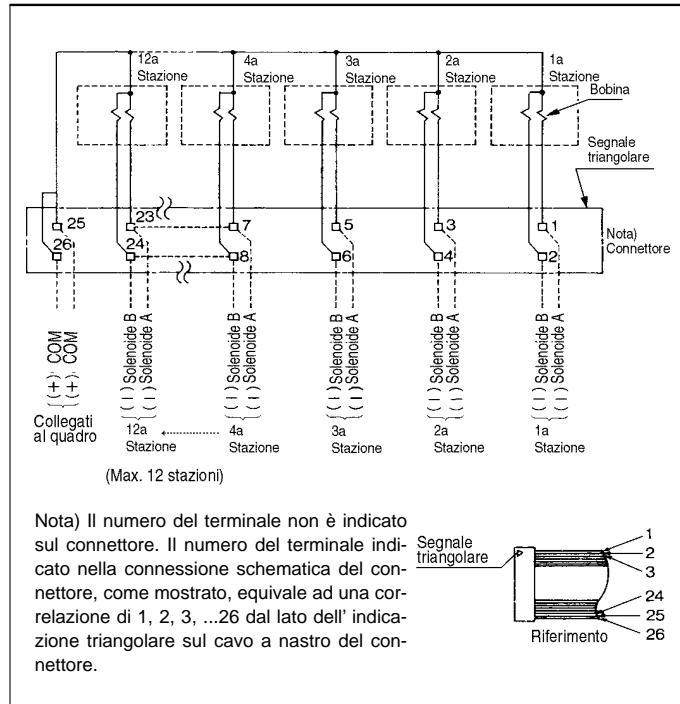 12a
Stazione
4a
Stazione
3a
Stazione
2a
Stazione
1a
Stazione
Bobina
Segnale
triangolare
25
26
23
24
7
8
5
6
3
4
1
2
Nota)
Connettore
(+) COM
(+) COM
(−) Solenoide B
(−) Solenoide A
(−) Solenoide B
(−) Solenoide A
(−) Solenoide B
(−) Solenoide A
(−) Solenoide B
(−) Solenoide A
(−) Solenoide B
(−) Solenoide A
Collegati
al quadro
12a
Stazione
4a
Stazione
3a
Stazione
2a
Stazione
1a
Stazione
(Max. 12 stazioni)
Nota) Il numero del terminale non è indicato
sul connettore. Il numero del terminale indi-
cato nella connessione schematica del con-
nettore, come mostrato, equivale ad una cor-
relazione di 1, 2, 3, ...26 dal lato dell' indica-
zione triangolare sul cavo a nastro del con-
nettore.
Segnale
triangolare
1
2
3
24
25
26
Riferimento